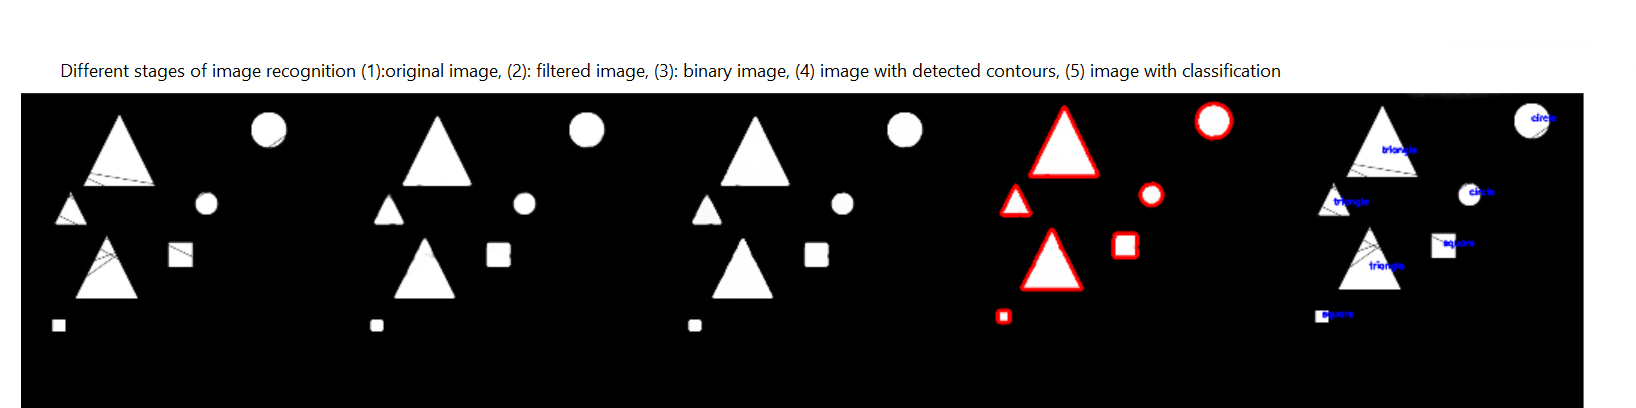 Different stages of image recognition (1):original image, (2): filtered image, (3): binary image, (4) image with detected contours, (5) image with classification
circle
triangle
circle
triangle
square
triangle
square